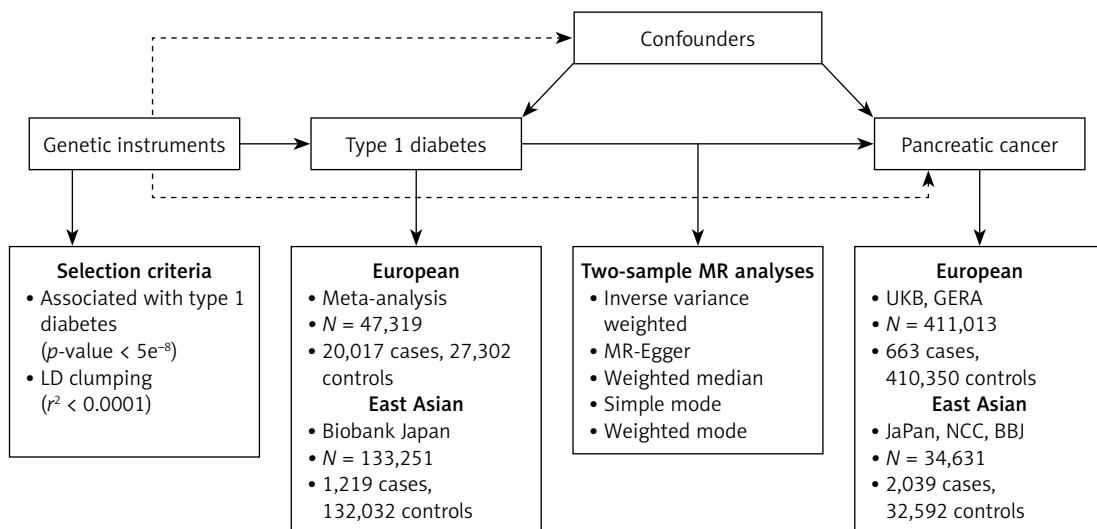 Confounders
Genetic instruments
Type 1 diabetes
Pancreatic cancer
Selection criteria
• Associated with type 1
diabetes
(p-value < 5e⁻⁸)
• LD clumping
(r² < 0.0001)
European
• Meta-analysis
• N = 47,319
• 20,017 cases, 27,302
controls
East Asian
• Biobank Japan
• N = 133,251
• 1,219 cases,
132,032 controls
Two-sample MR analyses
• Inverse variance
weighted
• MR-Egger
• Weighted median
• Simple mode
• Weighted mode
European
• UKB, GERA
• N = 411,013
• 663 cases,
410,350 controls
East Asian
• JaPan, NCC, BBJ
• N = 34,631
• 2,039 cases,
32,592 controls